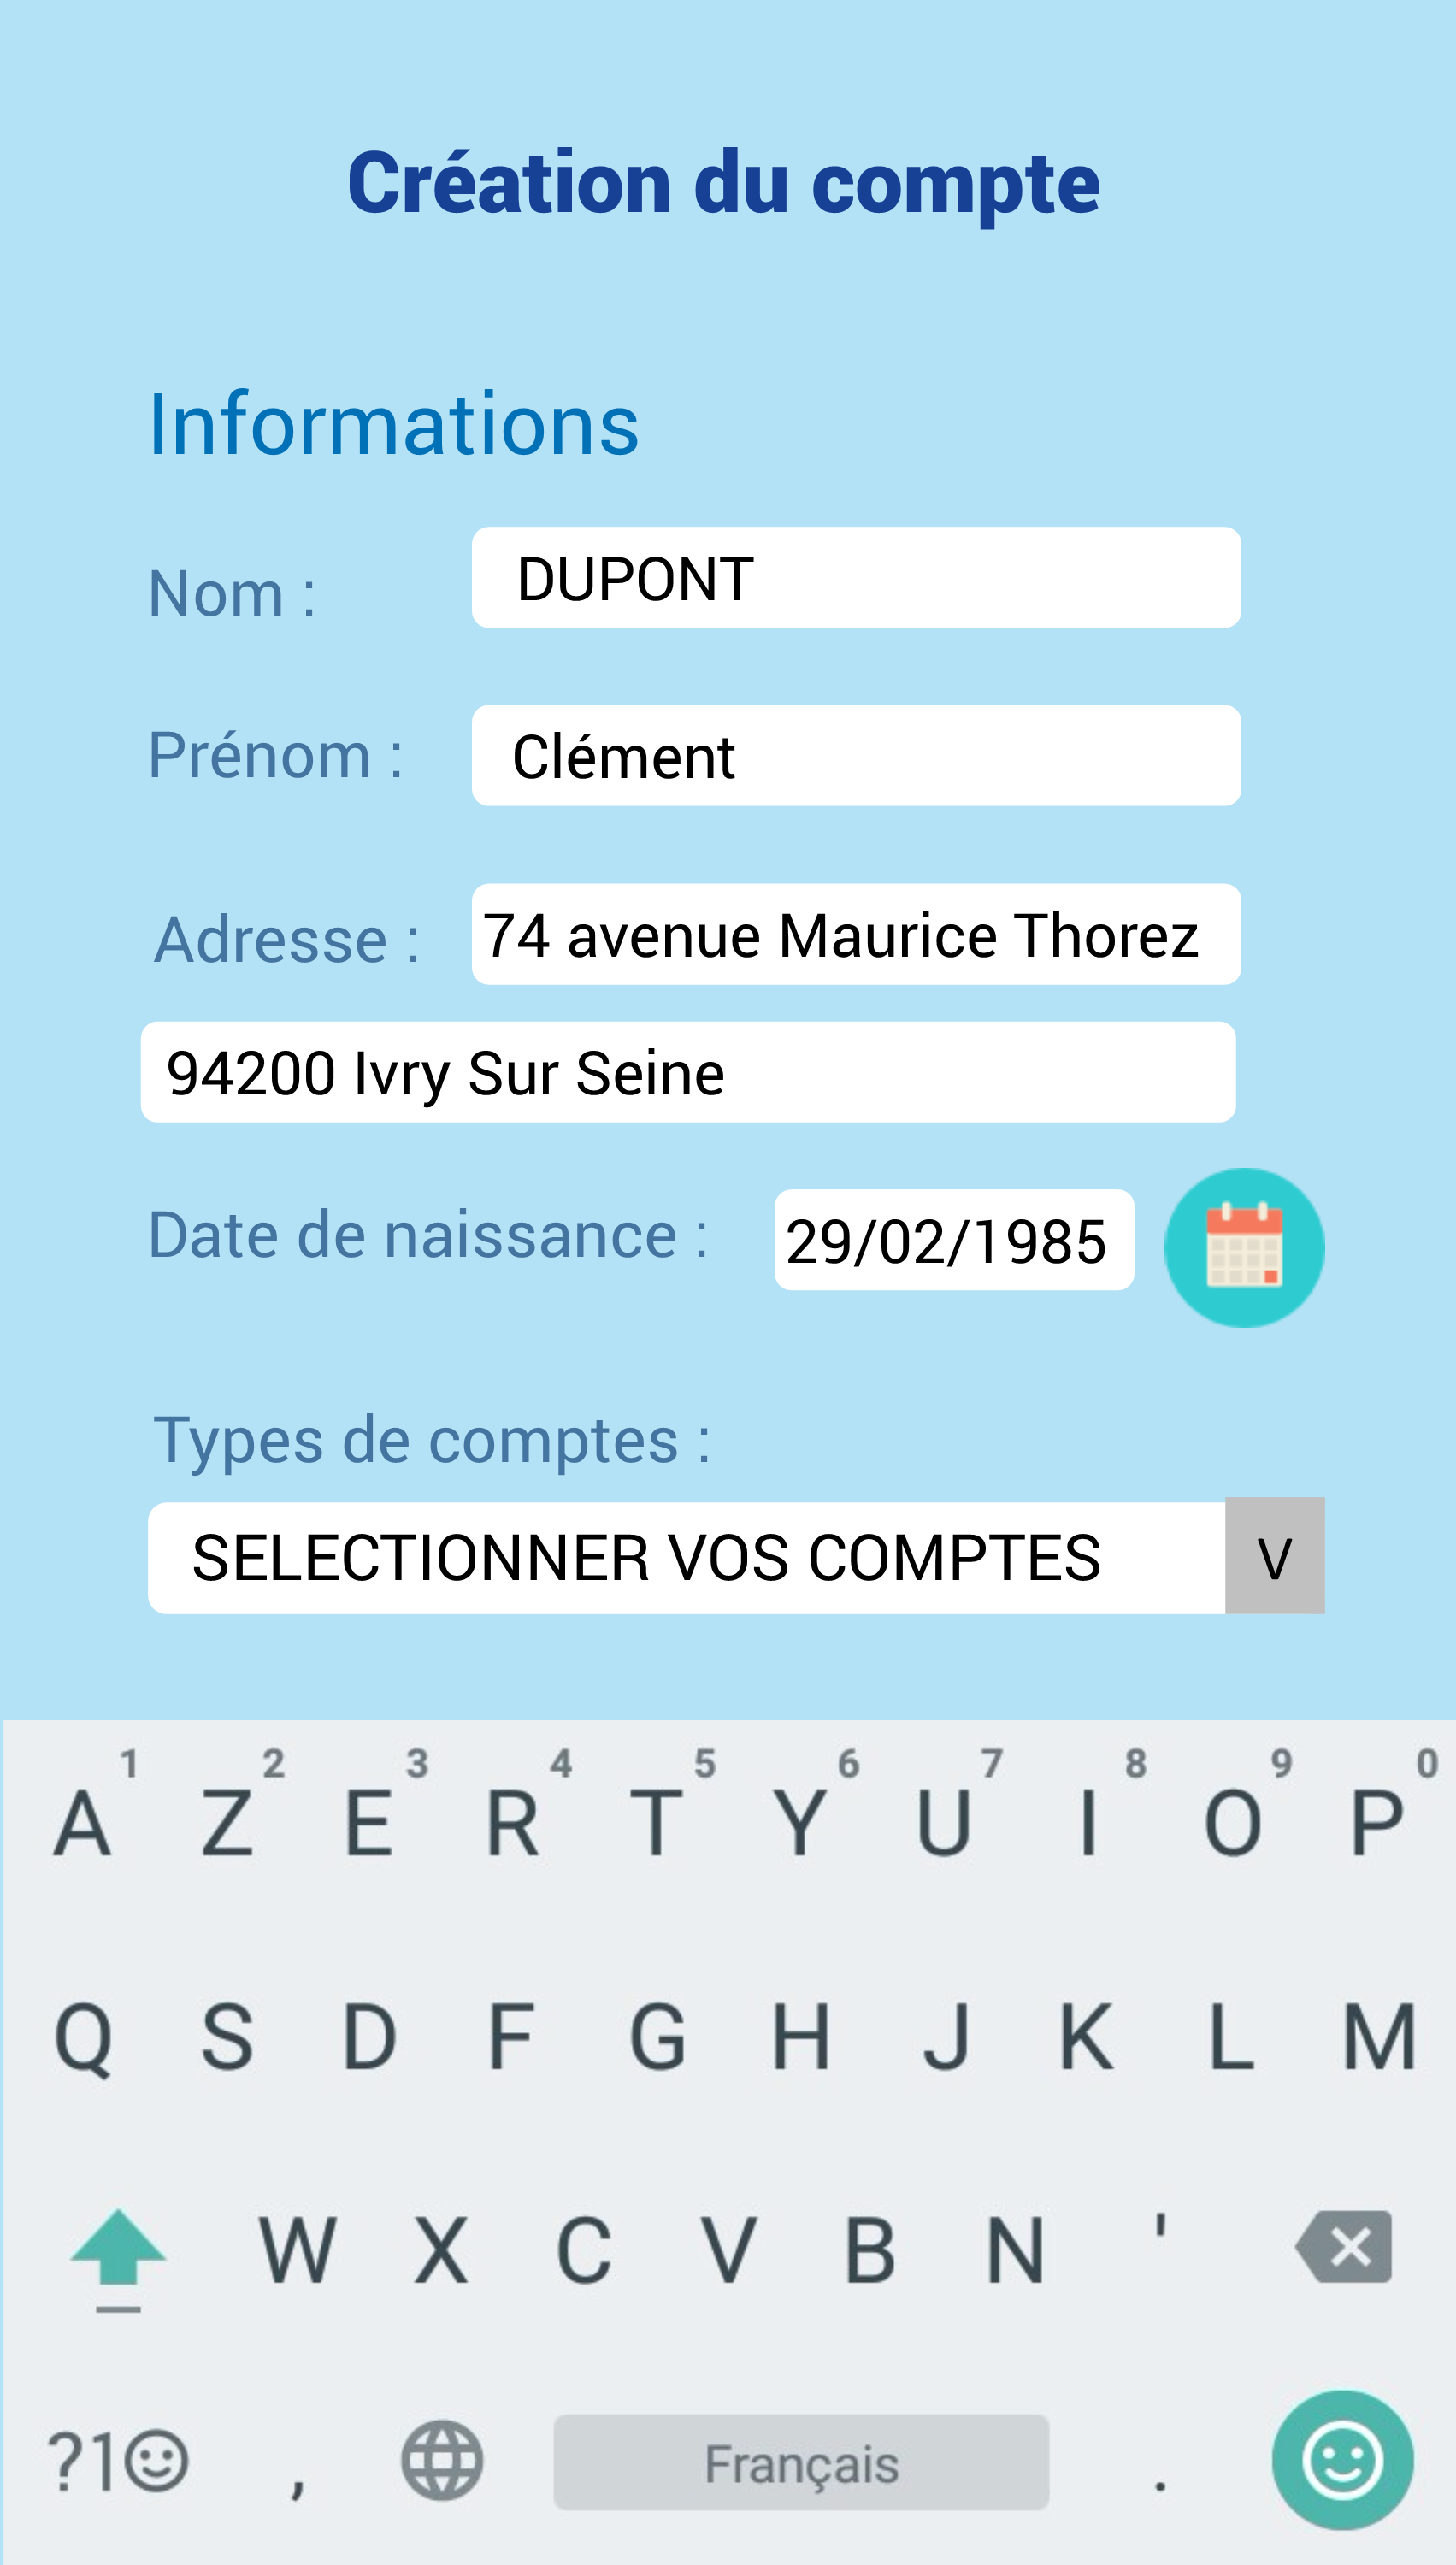 Création du compte
Informations
Nom : DUPONT
Prénom : Clément
Adresse : 74 avenue Maurice Thorez
94200 Ivry Sur Seine
Date de naissance : 29/02/1985
Types de comptes :
SELECTIONNER VOS COMPTES V
1 2 3 4 5 6 7 8 9 0
A Z E R T Y U I O P
Q S D F G H J K L M
W X C V B N '
?1 , Français .